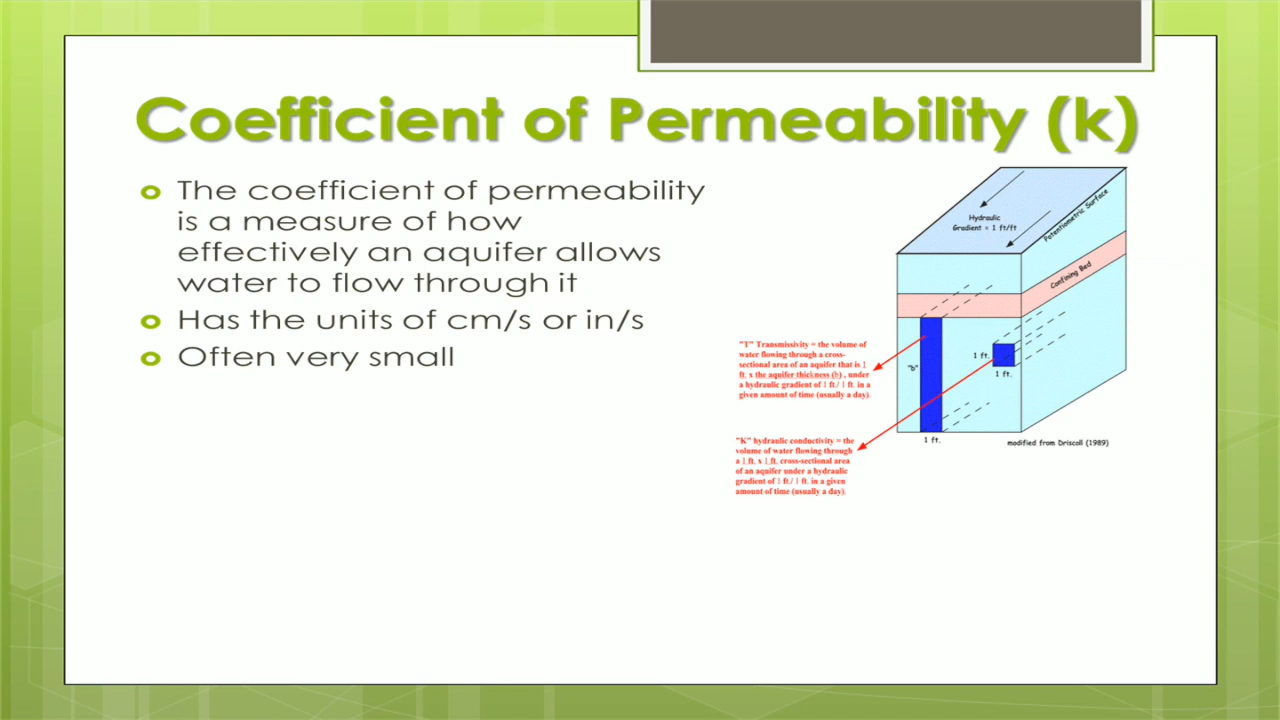 Coefficient of Permeability (k)
The coefficient of permeability
is a measure of how
effectively an aquifer allows
water to flow through it
Has the units of cm/s or in/s
Often very small
Hydraulic
Gradient = 1 ft/ft
Potentiometric Surface
Confining Bed
"T" Transmissivity = the volume of
water flowing through a cross-
sectional area of an aquifer that is 1
ft. x the aquifer thickness (b) , under
a hydraulic gradient of 1 ft./ 1 ft. in a
given amount of time (usually a day).
"b"
1 ft.
1 ft.
1 ft.
modified from Driscoll (1989)
"K" hydraulic conductivity = the
volume of water flowing through
a 1 ft. x 1 ft. cross-sectional area
of an aquifer under a hydraulic
gradient of 1 ft./ 1 ft. in a given
amount of time (usually a day).